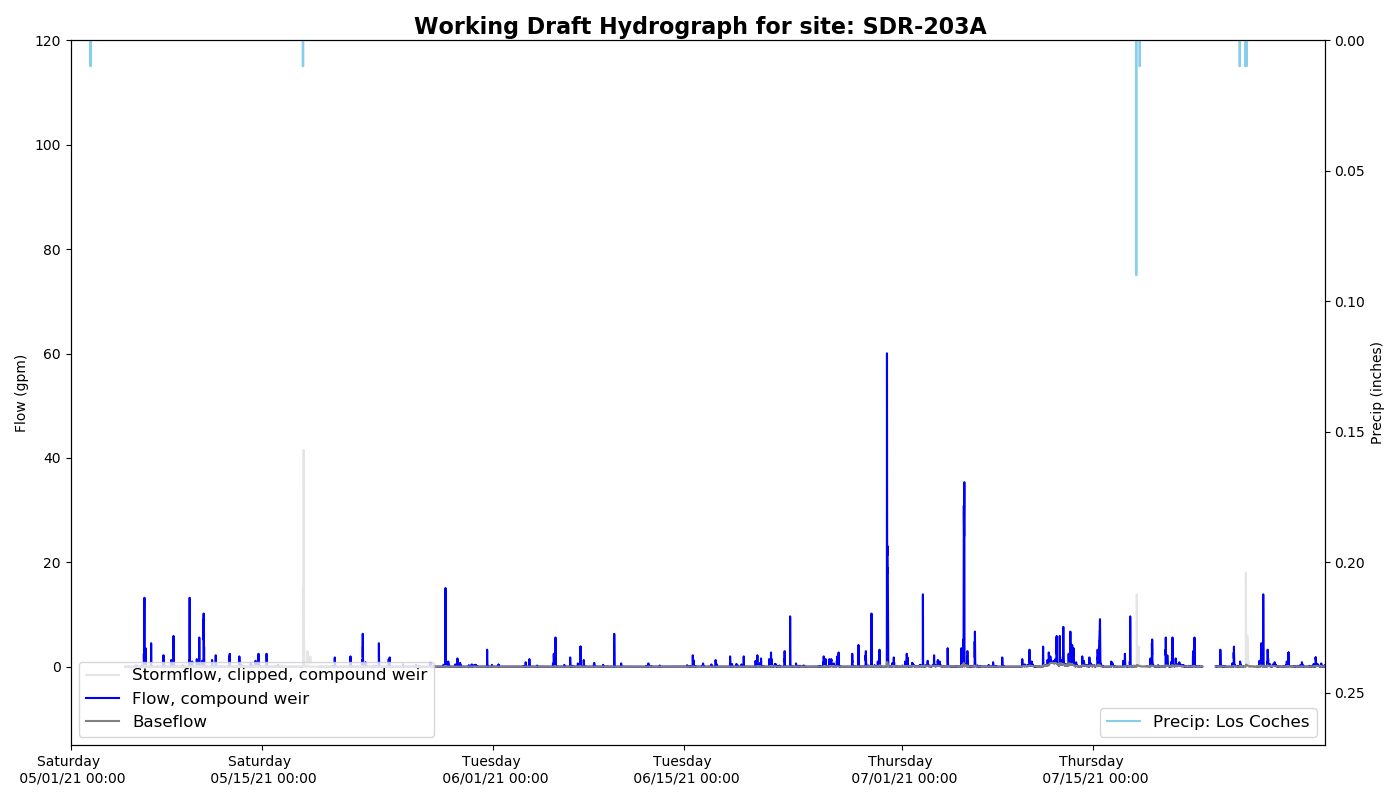 Working Draft Hydrograph for site: SDR-203A
120
100
80
60
40
20
0
Flow (gpm)
0.00
0.05
0.10
0.15
0.20
0.25
Precip (inches)
Stormflow, clipped, compound weir
Flow, compound weir
Baseflow
Precip: Los Coches
Saturday
05/01/21 00:00
Saturday
05/15/21 00:00
Tuesday
06/01/21 00:00
Tuesday
06/15/21 00:00
Thursday
07/01/21 00:00
Thursday
07/15/21 00:00